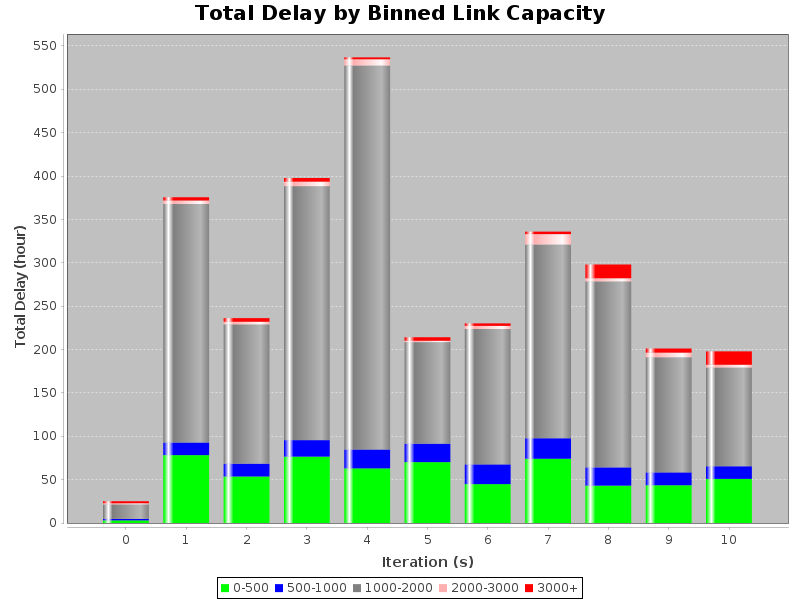 Total Delay by Binned Link Capacity
Total Delay (hour)
550
500
450
400
350
300
250
200
150
100
50
0
0 1 2 3 4 5 6 7 8 9 10
Iteration (s)
0-500 500-1000 1000-2000 2000-3000 3000+